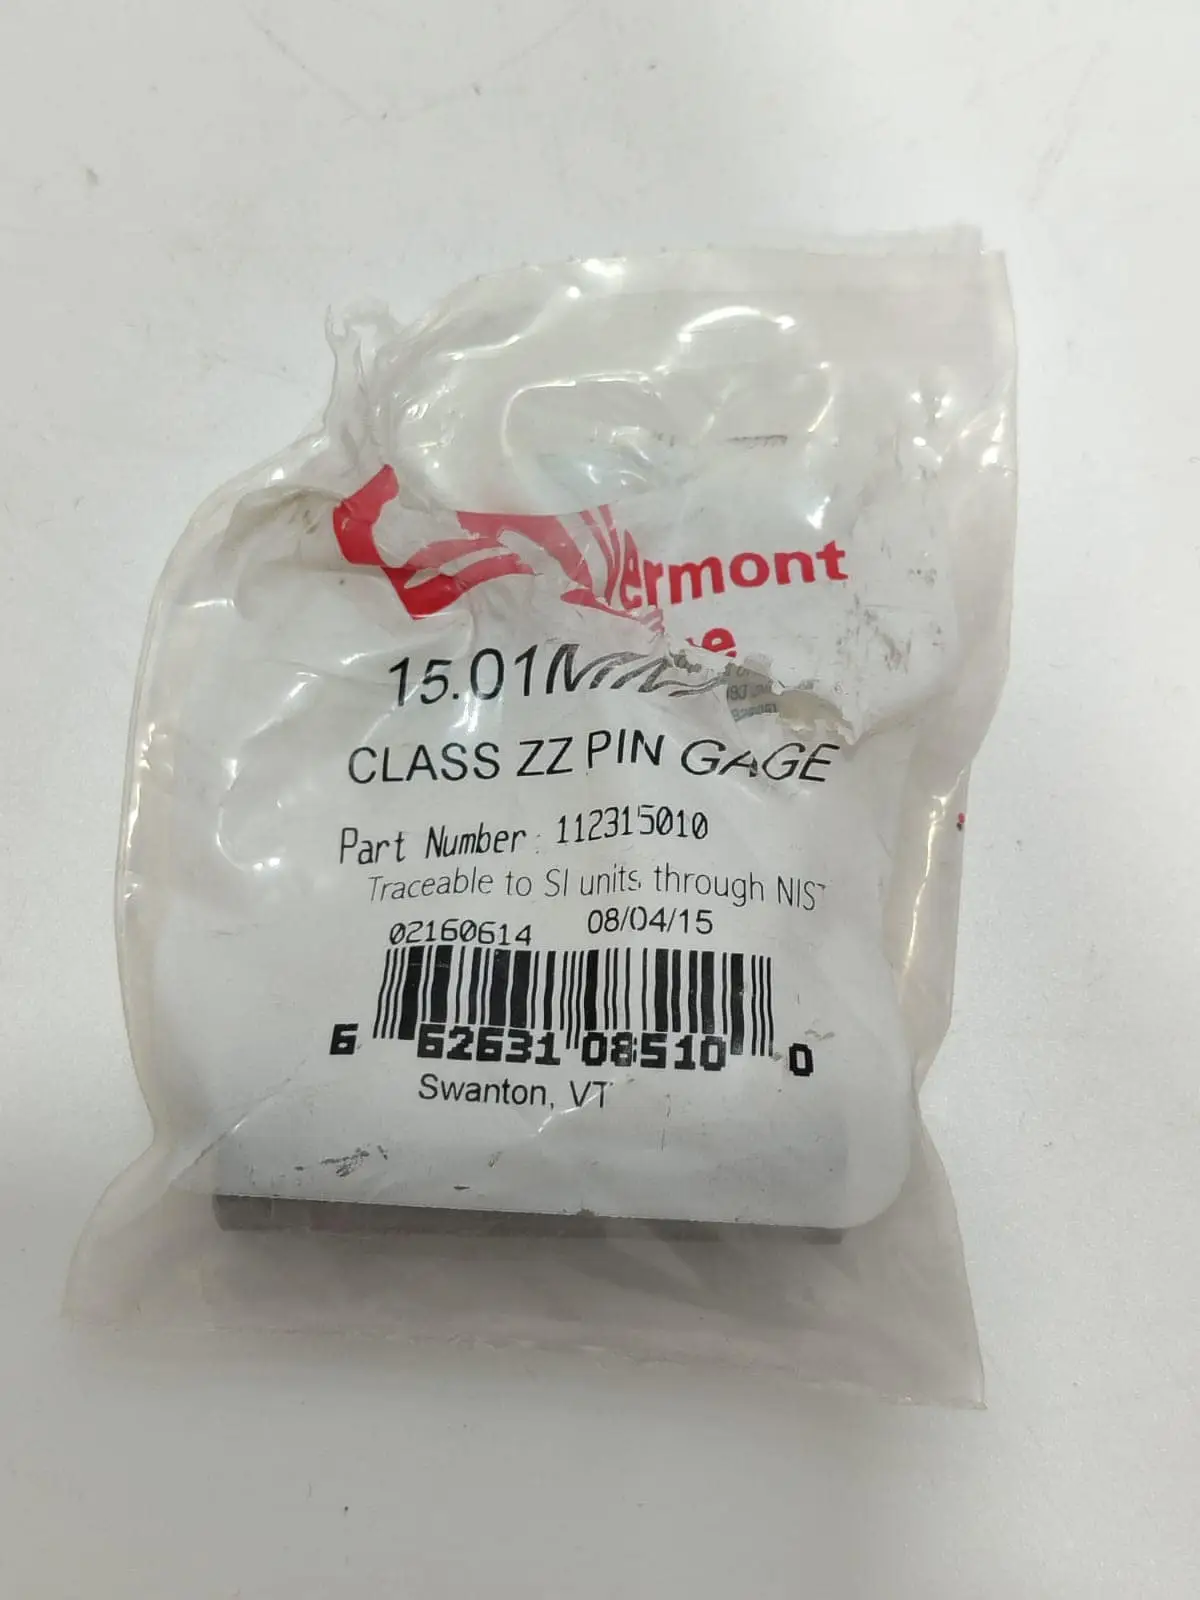 Vermont
15.01MM
CLASS ZZ PIN GAGE
Part Number: 112315010
Traceable to SI units through NIST
02160614 08/04/15
6 62631 08510 0
Swanton, VT